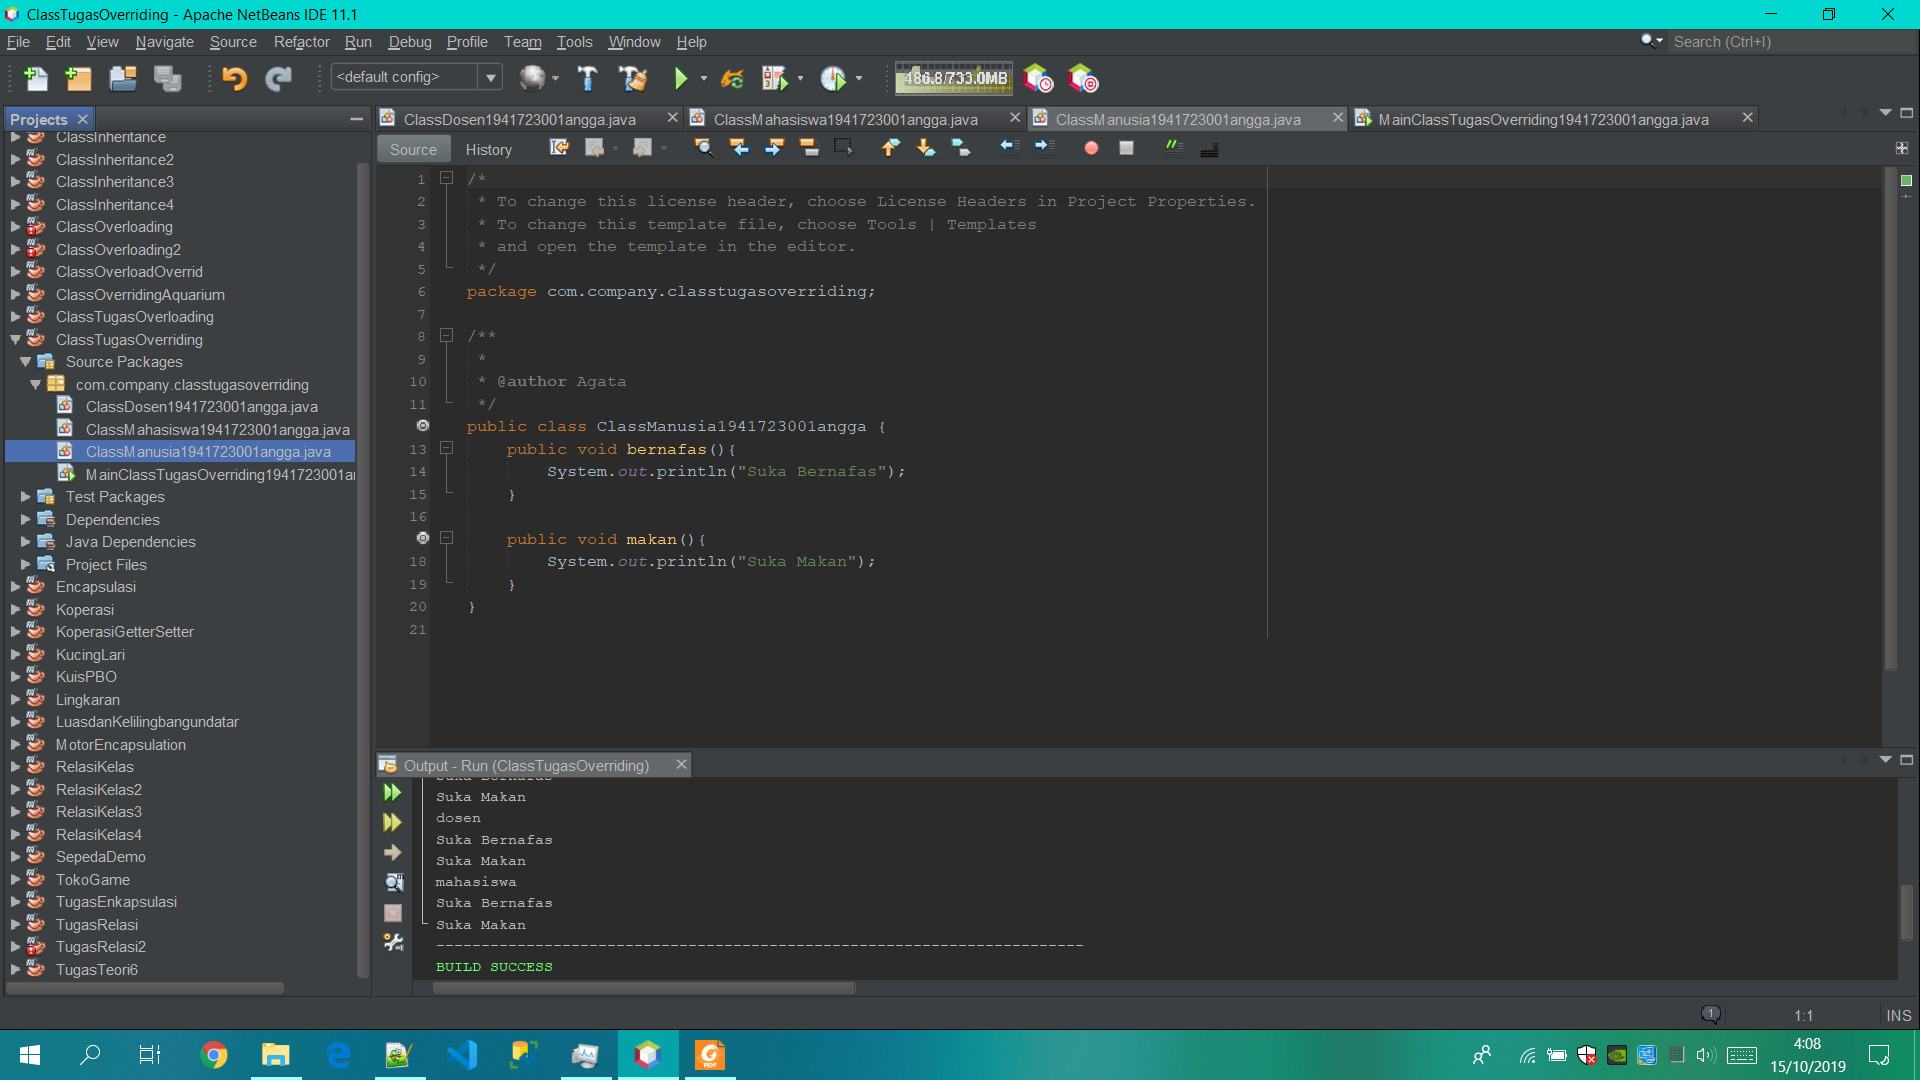 ClassTugasOverriding - Apache NetBeans IDE 11.1
File Edit View Navigate Source Refactor Run Debug Profile Team Tools Window Help
Search (Ctrl+I)
<default config>
486.8/733.0MB
Projects
ClassInheritance
ClassInheritance2
ClassInheritance3
ClassInheritance4
ClassOverloading
ClassOverloading2
ClassOverloadOverrid
ClassOverridingAquarium
ClassTugasOverloading
ClassTugasOverriding
Source Packages
com.company.classtugasoverriding
ClassDosen1941723001angga.java
ClassMahasiswa1941723001angga.java
ClassManusia1941723001angga.java
MainClassTugasOverriding1941723001a
Test Packages
Dependencies
Java Dependencies
Project Files
Encapsulasi
Koperasi
KoperasiGetterSetter
KucingLari
KuisPBO
Lingkaran
LuasdanKelilingbangundatar
MotorEncapsulation
RelasiKelas
RelasiKelas2
RelasiKelas3
RelasiKelas4
SepedaDemo
TokoGame
TugasEnkapsulasi
TugasRelasi
TugasRelasi2
TugasTeori6
ClassDosen1941723001angga.java
ClassMahasiswa1941723001angga.java
ClassManusia1941723001angga.java
MainClassTugasOverriding1941723001angga.java
Source History
1 /*
2 * To change this license header, choose License Headers in Project Properties.
3 * To change this template file, choose Tools | Templates
4 * and open the template in the editor.
5 */
6 package com.company.classtugasoverriding;
7
8 /**
9 *
10 * @author Agata
11 */
public class ClassManusia1941723001angga {
13 public void bernafas(){
14 System.out.println("Suka Bernafas");
15 }
16
public void makan(){
18 System.out.println("Suka Makan");
19 }
20 }
21
Output - Run (ClassTugasOverriding)
Suka Bernafas
Suka Makan
dosen
Suka Bernafas
Suka Makan
mahasiswa
Suka Bernafas
Suka Makan
------------------------------------------------------------------------
BUILD SUCCESS
1
1:1
INS
PDF
4:08
15/10/2019